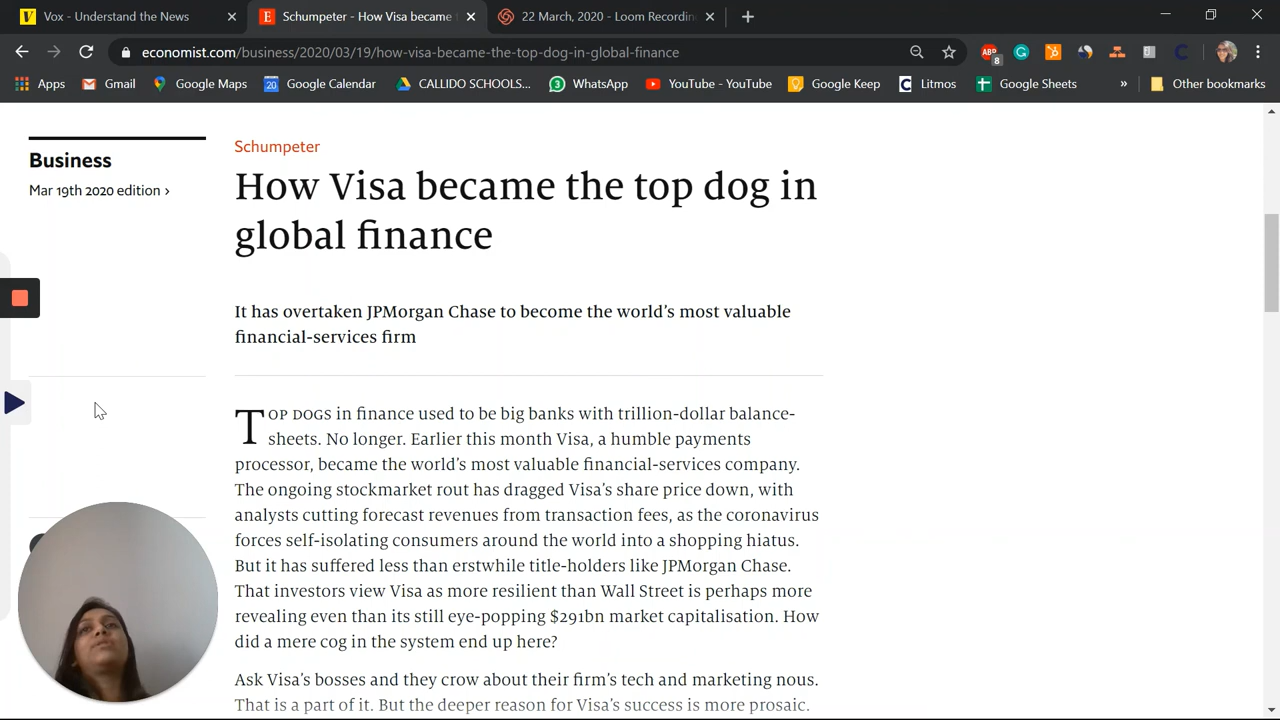 Vox - Understand the News
Schumpeter - How Visa became t
22 March, 2020 - Loom Recordin
economist.com/business/2020/03/19/how-visa-became-the-top-dog-in-global-finance
8
Apps
Gmail
20
Google Maps
Google Calendar
CALLIDO SCHOOLS...
3
WhatsApp
YouTube - YouTube
Google Keep
Litmos
Google Sheets
»
Other bookmarks
Business
Mar 19th 2020 edition ›
Schumpeter
How Visa became the top dog in
global finance
It has overtaken JPMorgan Chase to become the world's most valuable
financial-services firm
TOP DOGS in finance used to be big banks with trillion-dollar balance-
sheets. No longer. Earlier this month Visa, a humble payments
processor, became the world's most valuable financial-services company.
The ongoing stockmarket rout has dragged Visa's share price down, with
analysts cutting forecast revenues from transaction fees, as the coronavirus
forces self-isolating consumers around the world into a shopping hiatus.
But it has suffered less than erstwhile title-holders like JPMorgan Chase.
That investors view Visa as more resilient than Wall Street is perhaps more
revealing even than its still eye-popping $291bn market capitalisation. How
did a mere cog in the system end up here?
Ask Visa's bosses and they crow about their firm's tech and marketing nous.
That is a part of it. But the deeper reason for Visa's success is more prosaic.